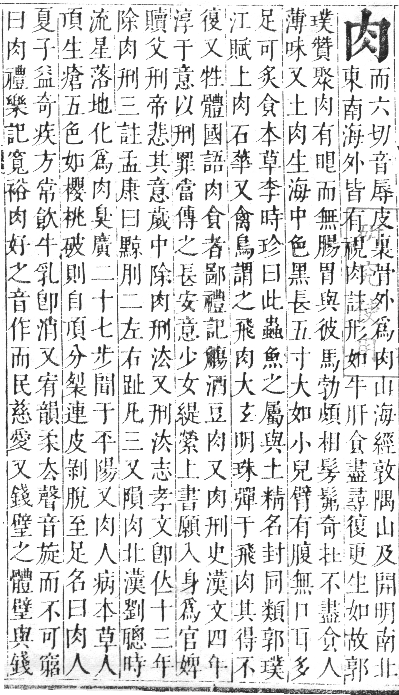 肉
而六切音辱皮裏骨外爲肉山海經敦隅山及開明南北
東南海外皆有視肉註形如牛肝食盡尋復更生如故郭
璞贊聚肉有眼而無腸胃與彼馬勃頗相髣髴奇在不盡食人
薄味又土肉生海中色黑長五寸大如小兒臂有腹無口耳多
足可炙食本草李時珍曰此蟲魚之屬與土精名封同類郭璞
江賦土肉石華又禽鳥謂之飛肉太玄明珠彈于飛肉其得不
復又牲體國語肉食者鄙禮記觴酒豆肉又肉刑史漢文四年
淳于意以刑罪當傳之長安意少女緹縈上書願入身爲官婢
贖父刑帝悲其意歲中除肉刑法又刑法志孝文卽位十三年
除肉刑三註孟康曰黥刖二左右趾凡三又隕肉北漢劉聰時
流星落地化爲肉臭廣二十七步間于平陽又肉人病本草人
頂生瘡五色如櫻桃破則自項分裂連皮剝脫至足名曰肉人
夏子益奇疾方常飲牛乳卽消又宥韻柔去聲音旋而不可窮
曰肉禮樂記寬裕肉好之音作而民慈愛又錢璧之體璧與錢